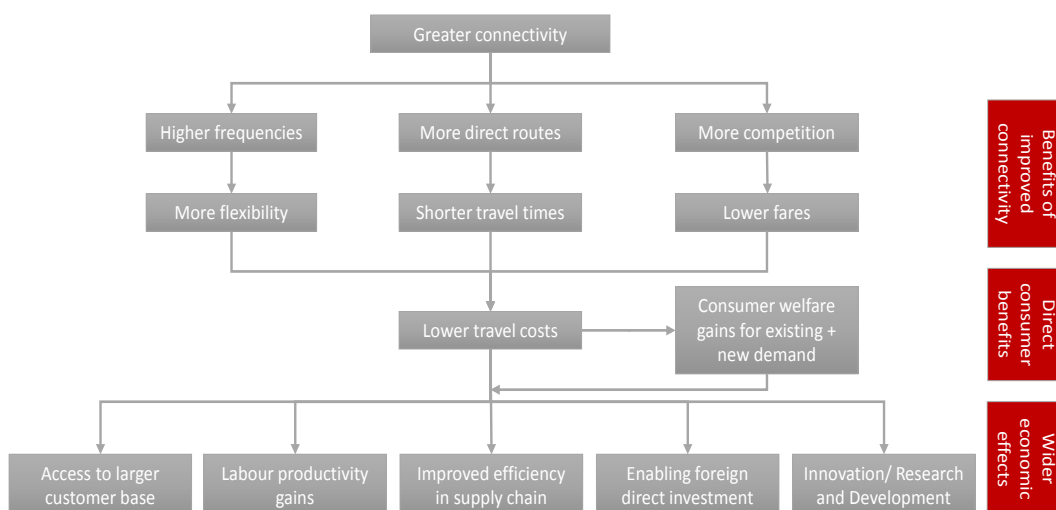 Greater connectivity
Higher frequencies
More direct routes
More competition
More flexibility
Shorter travel times
Lower fares
Benefits of
improved
connectivity
Lower travel costs
Consumer welfare
gains for existing +
new demand
Direct
consumer
benefits
Access to larger
customer base
Labour productivity
gains
Improved efficiency
in supply chain
Enabling foreign
direct investment
Innovation/ Research
and Development
Wider
economic
effects